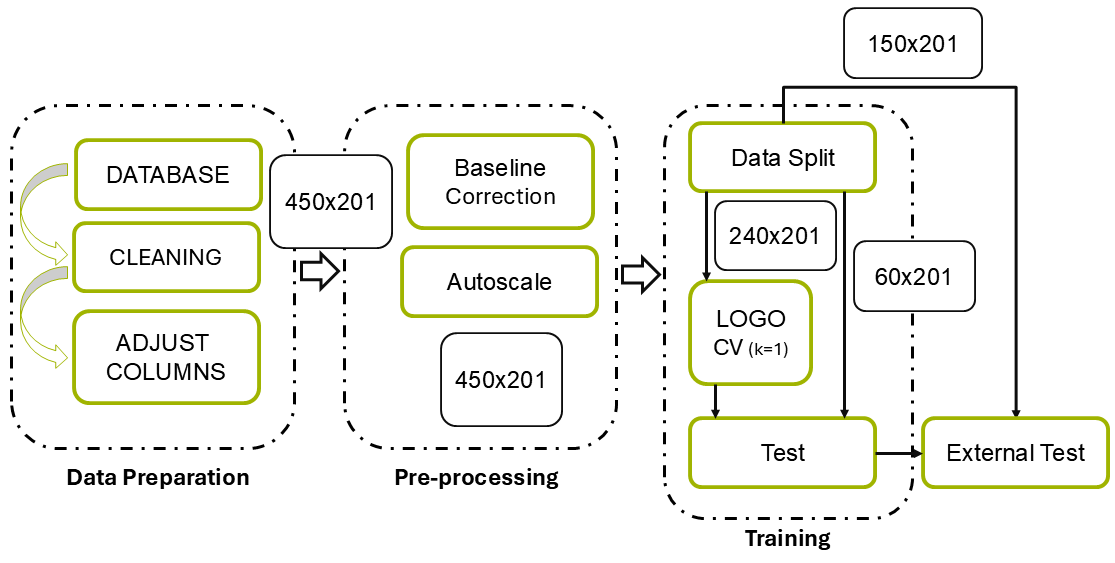 DATABASE
CLEANING
ADJUST
COLUMNS
Data Preparation
450x201
Baseline
Correction
Autoscale
450x201
Pre-processing
150x201
Data Split
240x201
60x201
LOGO
CV (k=1)
Test
External Test
Training